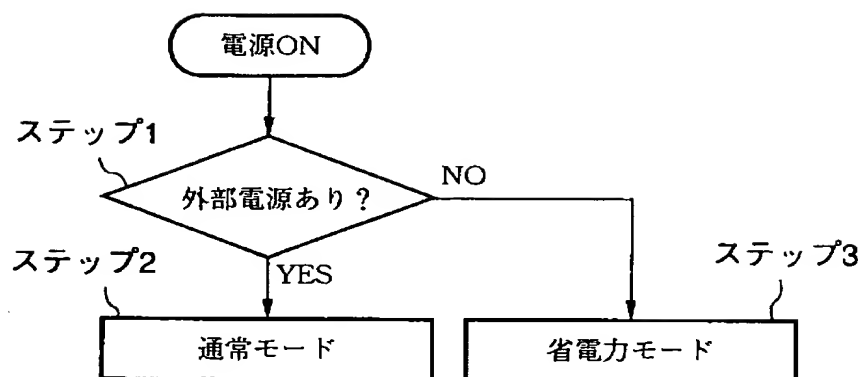 電源ON
ステップ1
外部電源あり?
NO
ステップ2
YES
ステップ3
通常モード
省電力モード